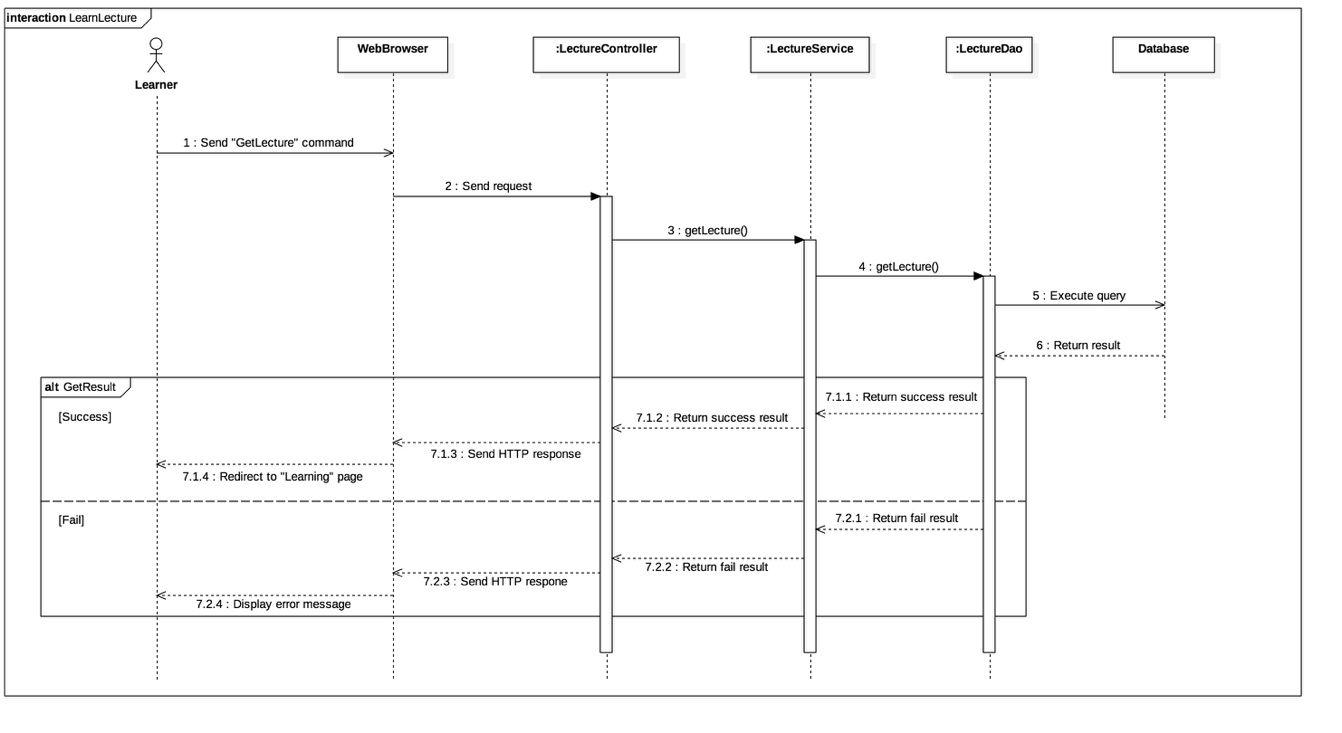 interaction LearnLecture
Learner
WebBrowser
:LectureController
:LectureService
:LectureDao
Database
1 : Send "GetLecture" command
2 : Send request
3 : getLecture()
4 : getLecture()
5 : Execute query
6 : Return result
alt GetResult
[Success]
7.1.1 : Return success result
7.1.2 : Return success result
7.1.3 : Send HTTP response
7.1.4 : Redirect to "Learning" page
[Fail]
7.2.1 : Return fail result
7.2.2 : Return fail result
7.2.3 : Send HTTP respone
7.2.4 : Display error message